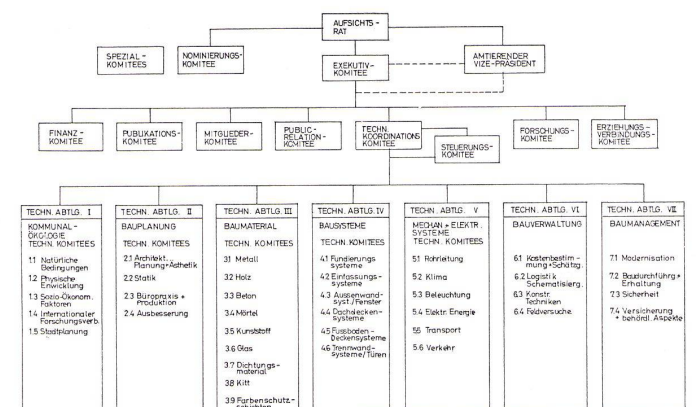 AUFSICHTS-
RAT
SPEZIAL-
KOMITEES
NOMINIERUNGS-
KOMITEE
EXEKUTIV-
KOMITEE
AMTIERENDER
VIZE-PRÄSIDENT
FINANZ-
KOMITEE
PUBLIKATIONS-
KOMITEE
MITGLIEDER-
KOMITEE
PUBLIC-
RELATION-
KOMITEE
TECHN.
KOORDINATIONS
KOMITEE
STEUERUNGS-
KOMITEE
FORSCHUNGS-
KOMITEE
ERZIEHUNGS-
VERBINDUNGS-
KOMITEE
TECHN. ABTLG. I
KOMMUNAL-
ÖKOLOGIE
TECHN. KOMITEES
1.1 Natürliche
Bedingungen
1.2 Physische
Enwicklung
1.3 Sozio-Ökonom.
Faktoren
1.4 Internationaler
Forschungsverb.
1.5 Stadtplanung
TECHN. ABTLG. II
BAUPLANUNG
TECHN. KOMITEES
2.1 Architekt.
Planung+Ästhetik
2.2 Statik
2.3 Büropraxis +
Produktion
2.4 Ausbesserung
TECHN. ABTLG. III
BAUMATERIAL
TECHN. KOMITEES
3.1 Metall
3.2 Holz
3.3 Beton
3.4 Mörtel
3.5 Kunststoff
3.6 Glas
3.7 Dichtungs-
material
3.8 Kitt
3.9 Farbenschutz-
schichten
TECHN. ABTLG. IV
BAUSYSTEME
TECHN. KOMITEES
4.1 Fundierungs
systeme
4.2 Einfassungs-
systeme
4.3 Aussenwand-
syst./Fenster
4.4 Dachdecken-
systeme
4.5 Fussboden-
Deckensysteme
4.6 Trennwand-
systeme/Türen
TECHN. ABTLG. V
MECHAN + ELEKTR.
SYSTEME
TECHN. KOMITEES
5.1 Rohrleitung
5.2 Klima
5.3 Beleuchtung
5.4 Elektr. Energie
5.5 Transport
5.6 Verkehr
TECHN. ABTLG. VI
BAUVERWALTUNG
6.1 Kostenbestim-
mung+Schätzg.
6.2 Logistik
Schematisierg.
6.3 Konstr.
Techniken
6.4 Feldversuche.
TECHN. ABTLG. VII
BAUMANAGEMENT
7.1 Modernisation
7.2 Baudurchführg.+
Erhaltung
7.3 Sicherheit
7.4 Versicherung
+ behördl. Aspekte